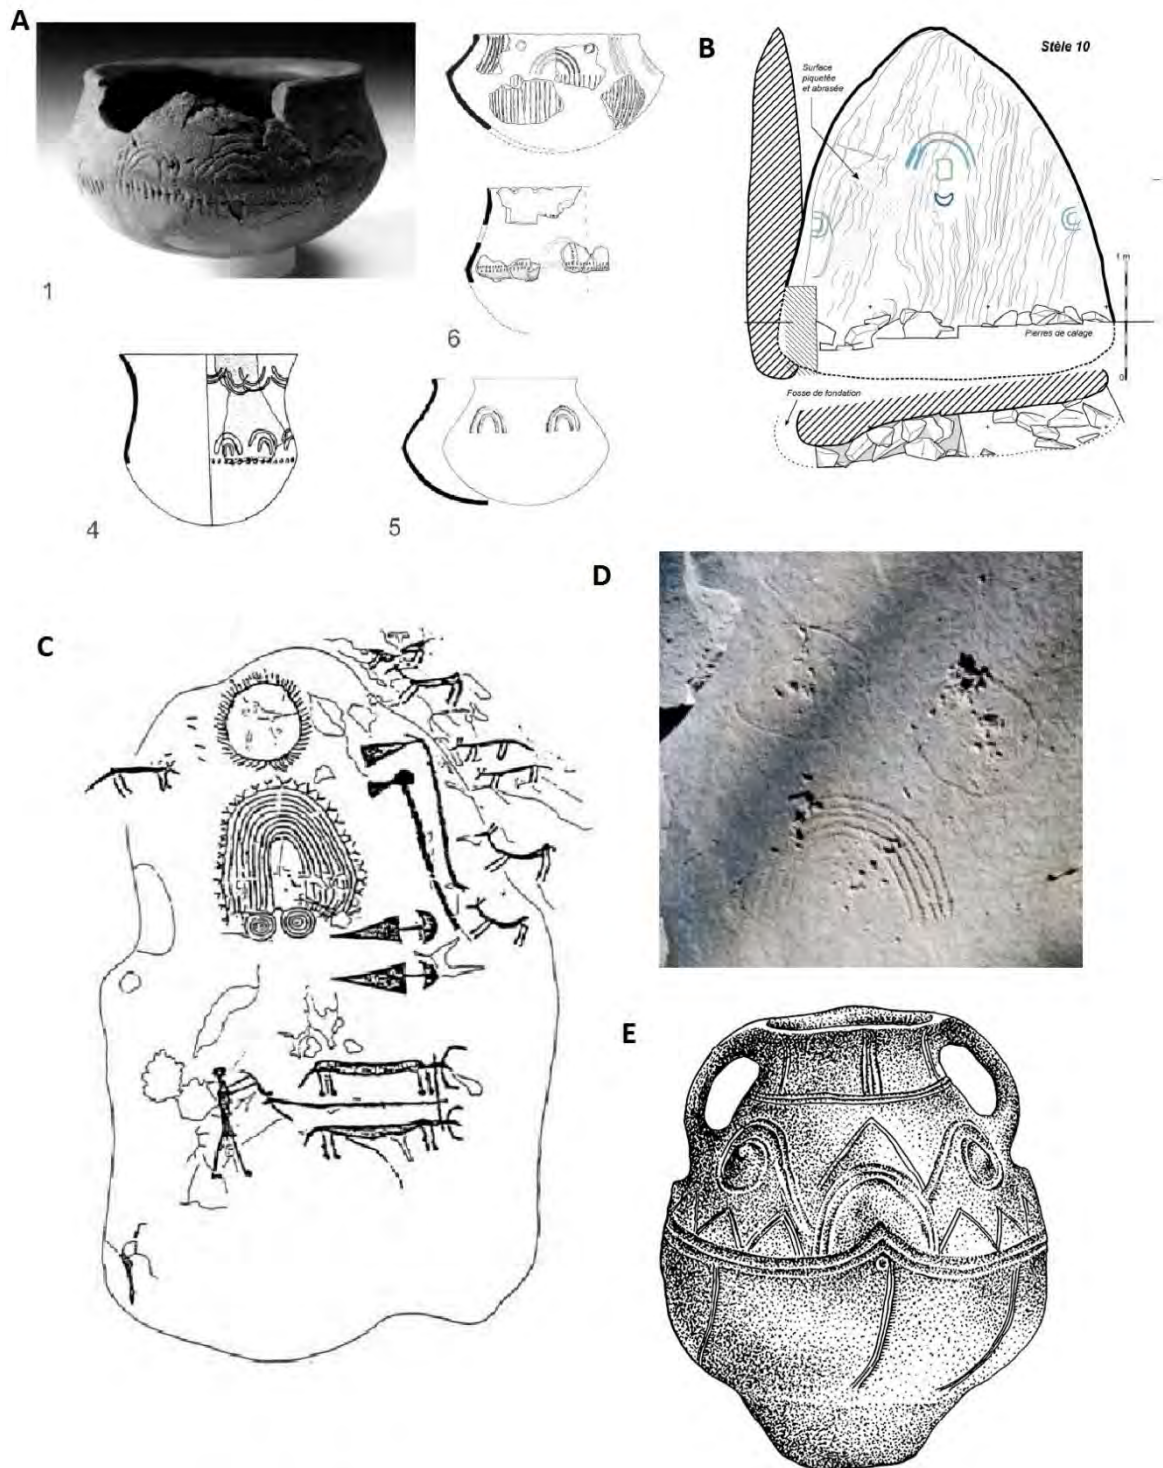 A
1
6
4
5
B
Stèle 10
Surface
piquetée
et abrasée
1 m
Pierres de calage
0
Fosse de fondation
C
D
E